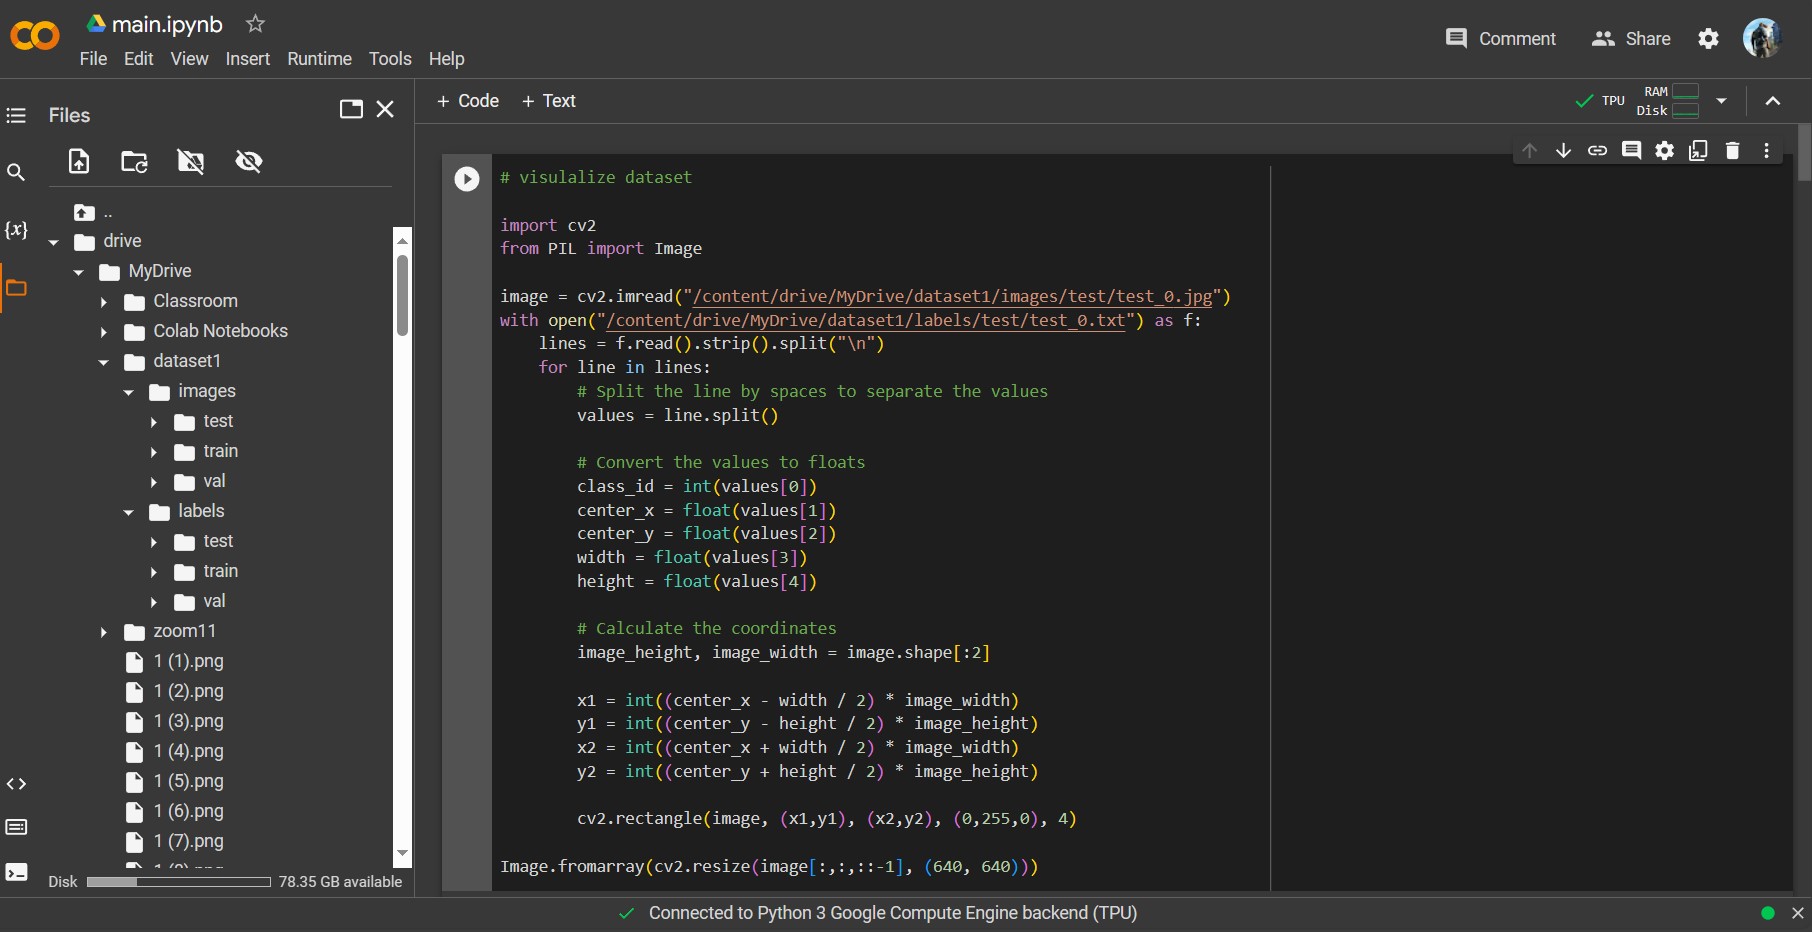 main.ipynb
File Edit View Insert Runtime Tools Help
Comment
Share
Files
+ Code + Text
TPU
RAM
Disk
{x}
..
drive
MyDrive
Classroom
Colab Notebooks
dataset1
images
test
train
val
labels
test
train
val
zoom11
1 (1).png
1 (2).png
1 (3).png
1 (4).png
1 (5).png
1 (6).png
1 (7).png
Disk 78.35 GB available
# visulalize dataset
import cv2
from PIL import Image
image = cv2.imread("/content/drive/MyDrive/dataset1/images/test/test_0.jpg")
with open("/content/drive/MyDrive/dataset1/labels/test/test_0.txt") as f:
    lines = f.read().strip().split("\n")
    for line in lines:
        # Split the line by spaces to separate the values
        values = line.split()
        # Convert the values to floats
        class_id = int(values[0])
        center_x = float(values[1])
        center_y = float(values[2])
        width = float(values[3])
        height = float(values[4])
        # Calculate the coordinates
        image_height, image_width = image.shape[:2]
        x1 = int((center_x - width / 2) * image_width)
        y1 = int((center_y - height / 2) * image_height)
        x2 = int((center_x + width / 2) * image_width)
        y2 = int((center_y + height / 2) * image_height)
        cv2.rectangle(image, (x1,y1), (x2,y2), (0,255,0), 4)
Image.fromarray(cv2.resize(image[:,:,::-1], (640, 640)))
Connected to Python 3 Google Compute Engine backend (TPU)